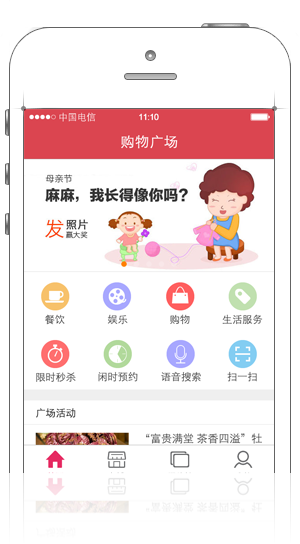 中国电信 11:10
购物广场
母亲节
麻麻，我长得像你吗？
发照片
赢大奖
餐饮 娱乐 购物 生活服务
限时秒杀 闲时预约 语音搜索 扫一扫
广场活动
“富贵满堂 茶香四溢”牡